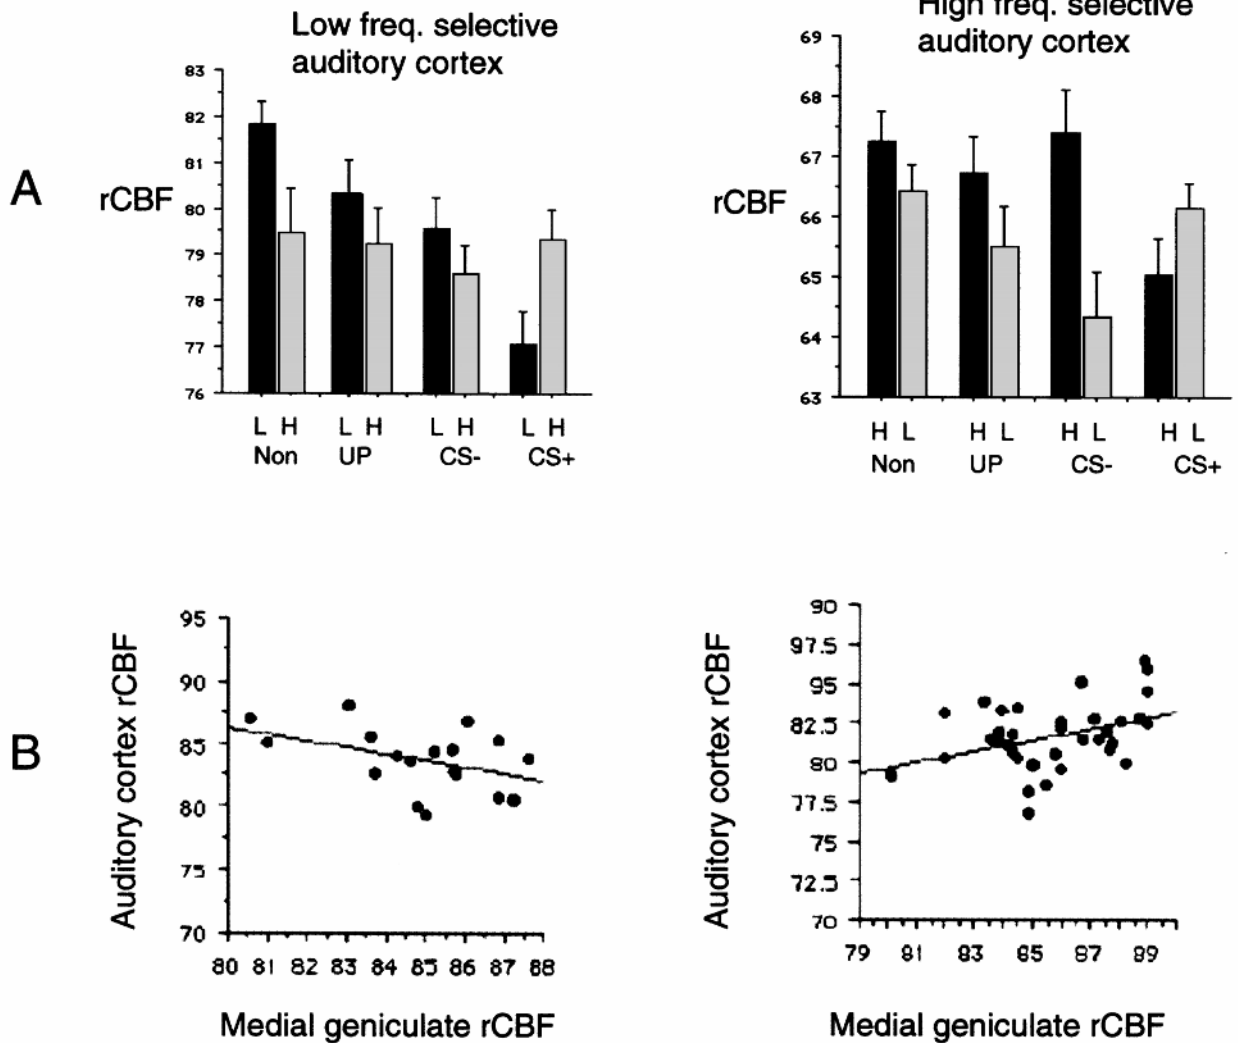 Low freq. selective
auditory cortex
High freq. selective
auditory cortex
A
rCBF
83
82
81
80
79
78
77
76
L H
L H
L H
L H
Non
UP
CS-
CS+
rCBF
69
68
67
66
65
64
63
H L
H L
H L
H L
Non
UP
CS-
CS+
B
Auditory cortex rCBF
95
90
85
80
75
70
80 81 82 83 84 85 86 87 88
Medial geniculate rCBF
Auditory cortex rCBF
90
97.5
95
82.5
80
77.5
75
72.5
70
79 81 83 85 87 89
Medial geniculate rCBF